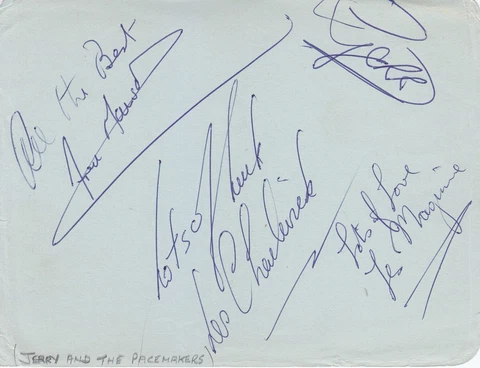 All the Best
Lots of Luck
Les Chadwick
Lots of Love
Les Maguire
(JERRY AND THE PACEMAKERS)